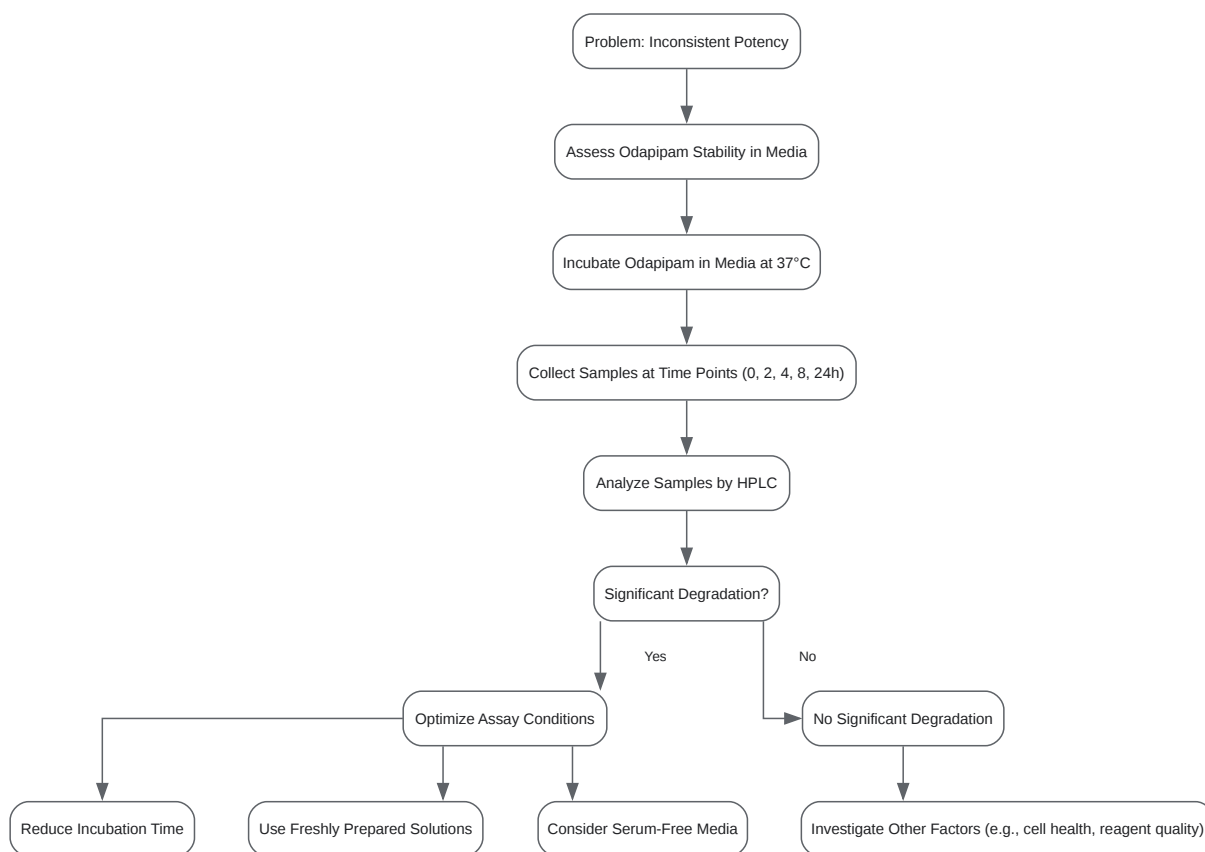 Problem: Inconsistent Potency
Assess Odapipam Stability in Media
Incubate Odapipam in Media at 37°C
Collect Samples at Time Points (0, 2, 4, 8, 24h)
Analyze Samples by HPLC
Significant Degradation?
Yes
No
Optimize Assay Conditions
No Significant Degradation
Reduce Incubation Time
Use Freshly Prepared Solutions
Consider Serum-Free Media
Investigate Other Factors (e.g., cell health, reagent quality)